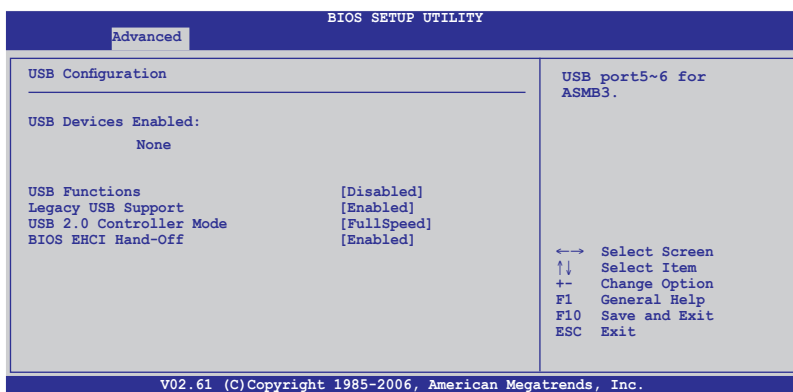 BIOS SETUP UTILITY
Advanced
USB Configuration
USB Devices Enabled:
None
USB Functions [Disabled]
Legacy USB Support [Enabled]
USB 2.0 Controller Mode [FullSpeed]
BIOS EHCI Hand-Off [Enabled]
USB port5~6 for
ASMB3.
←→ Select Screen
↑↓ Select Item
+- Change Option
F1 General Help
F10 Save and Exit
ESC Exit
V02.61 (C)Copyright 1985-2006, American Megatrends, Inc.